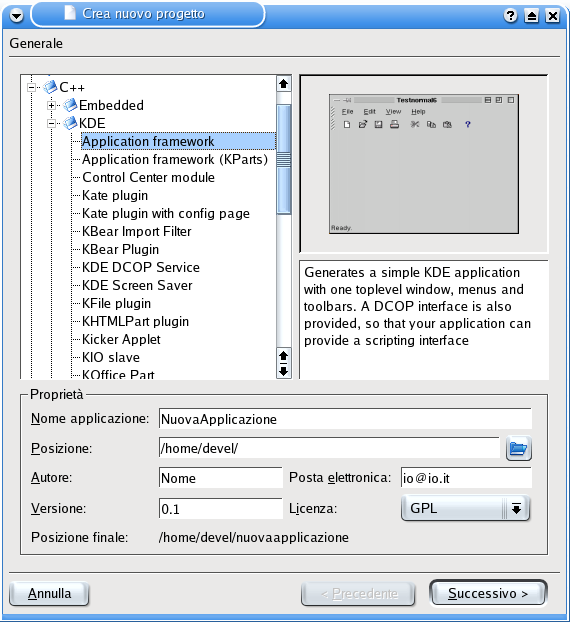 Crea nuovo progetto
Generale
C++
Embedded
KDE
Application framework
Application framework (KParts)
Control Center module
Kate plugin
Kate plugin with config page
KBear Import Filter
KBear Plugin
KDE DCOP Service
KDE Screen Saver
KFile plugin
KHTMLPart plugin
Kicker Applet
KIO slave
KOffice Part
Testnormal6
File Edit View Help
Ready.
Generates a simple KDE application
with one toplevel window, menus and
toolbars. A DCOP interface is also
provided, so that your application can
provide a scripting interface
Proprietà
Nome applicazione: NuovaApplicazione
Posizione: /home/devel/
Autore: Nome Posta elettronica: io@io.it
Versione: 0.1 Licenza: GPL
Posizione finale: /home/devel/nuovaapplicazione
Annulla < Precedente Successivo >